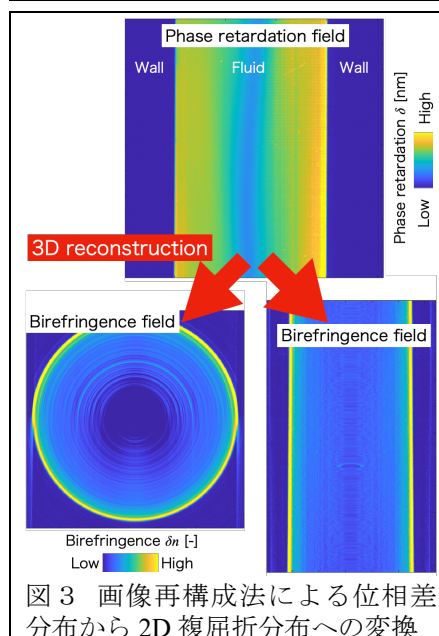 Phase retardation field
Wall
Fluid
Wall
Phase retardation δ [nm]
Low
High
3D reconstruction
Birefringence field
Birefringence field
Birefringence δn [-]
Low
High
図３ 画像再構成法による位相差
分布から 2D 複屈折分布への変換